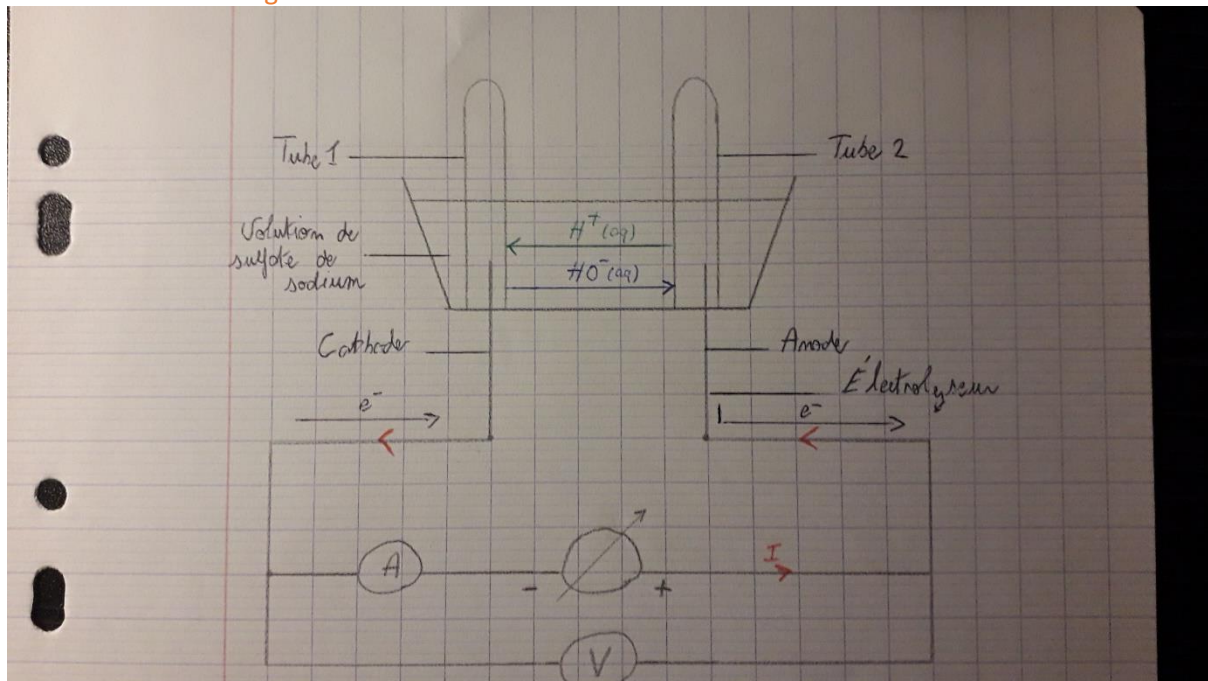 Tube 1
Tube 2
Solution de
sulfate de
sodium
H⁺(aq)
HO⁻(aq)
Cathode
Anode
Électrolyseur
e⁻
e⁻
I
A
-
+
V